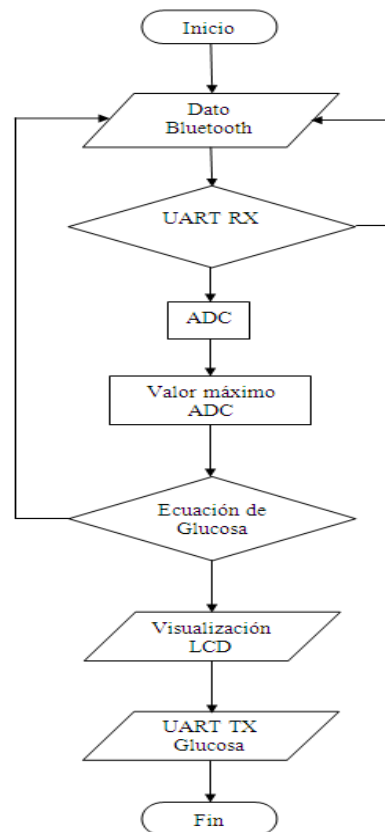 Inicio
Dato
Bluetooth
UART RX
ADC
Valor máximo
ADC
Ecuación de
Glucosa
Visualización
LCD
UART TX
Glucosa
Fin